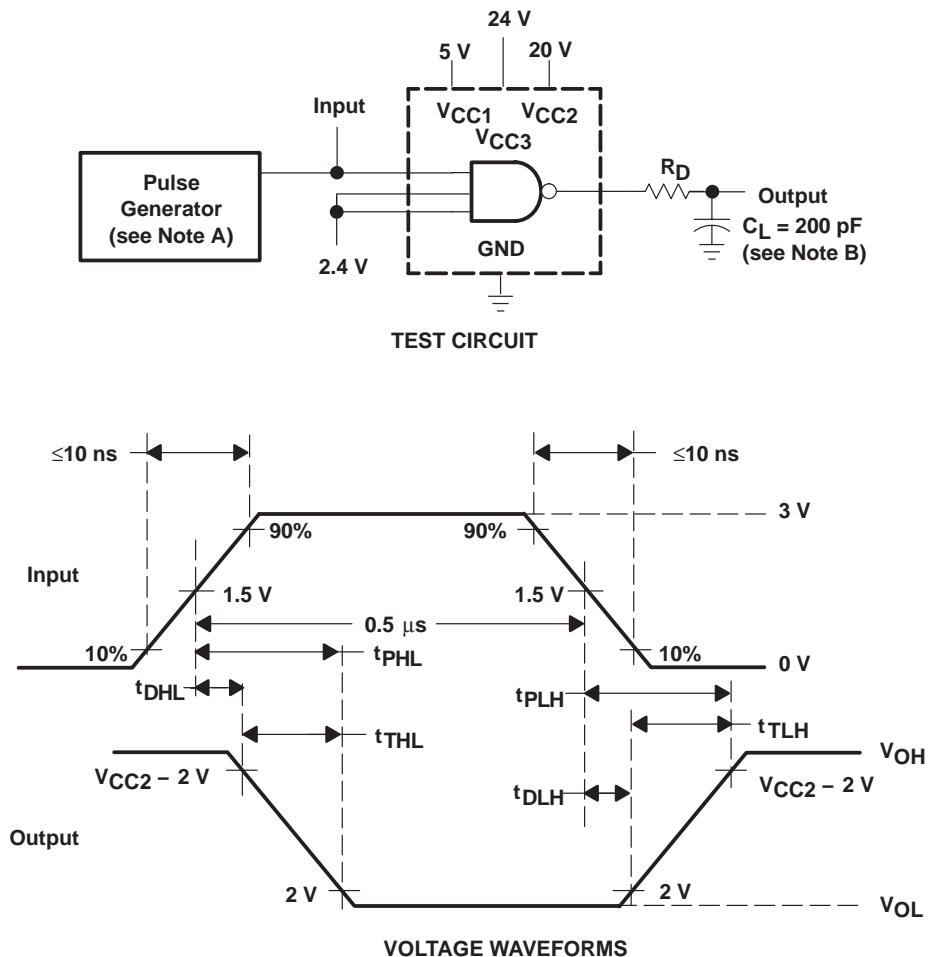 24 V
5 V
20 V
Input
VCC1
VCC2
VCC3
Pulse
Generator
(see Note A)
RD
Output
CL = 200 pF
(see Note B)
GND
2.4 V
TEST CIRCUIT
≤10 ns
≤10 ns
3 V
90%
90%
Input
1.5 V
1.5 V
0.5 µs
10%
tPHL
10%
0 V
tDHL
tPLH
tTHL
tTLH
VOH
VCC2 – 2 V
VCC2 – 2 V
tDLH
Output
2 V
2 V
VOL
VOLTAGE WAVEFORMS